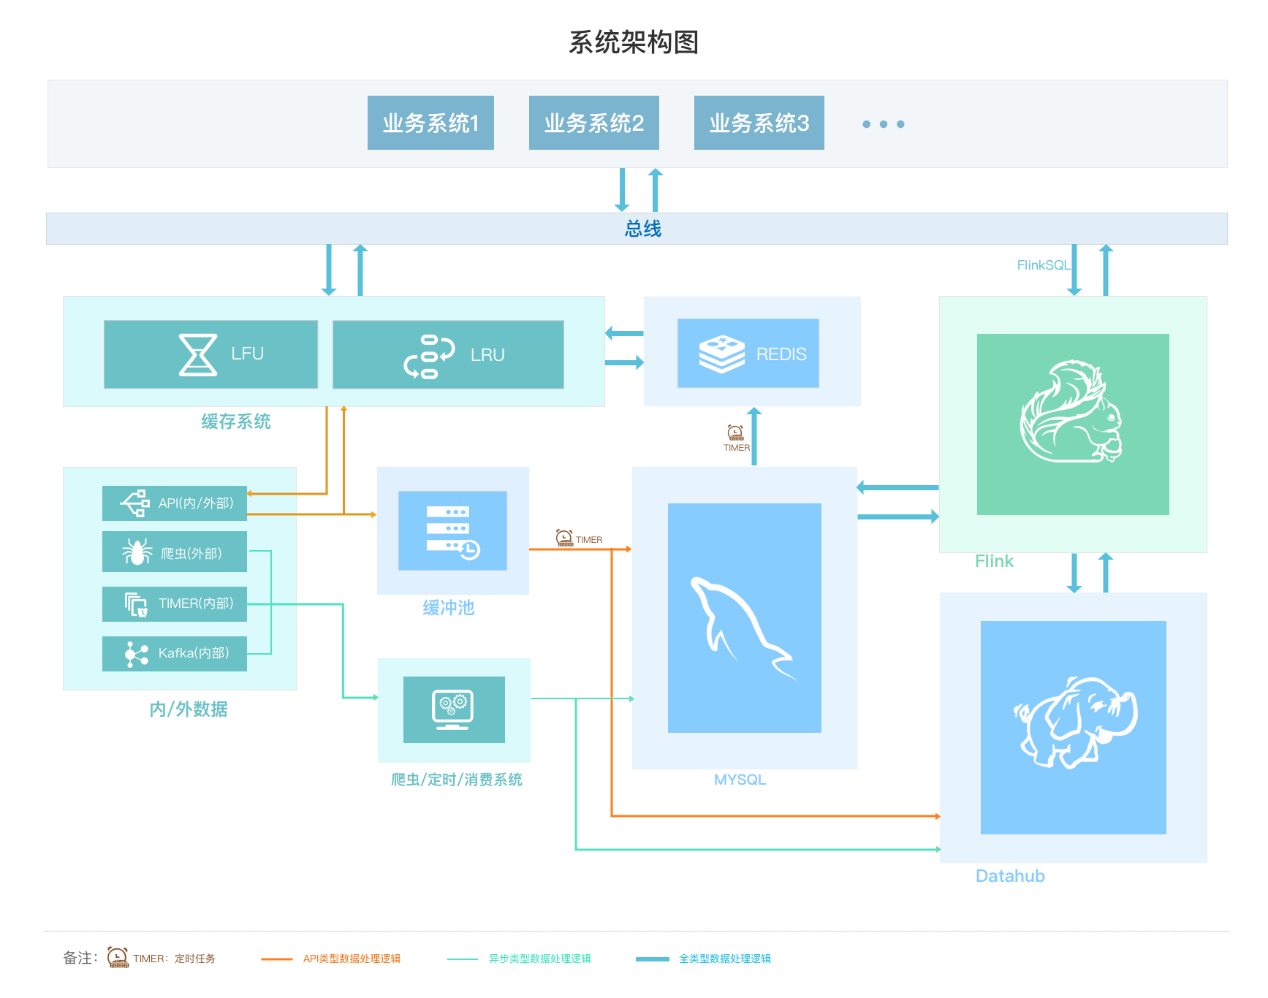 系统架构图
业务系统1
业务系统2
业务系统3
总线
FlinkSQL
LFU
LRU
REDIS
缓存系统
TIMER
API(内/外部)
爬虫(外部)
TIMER(内部)
Kafka(内部)
内/外数据
缓冲池
TIMER
爬虫/定时/消费系统
MYSQL
Flink
Datahub
备注：
TIMER：定时任务
API类型数据处理逻辑
异步类型数据处理逻辑
全类型数据处理逻辑